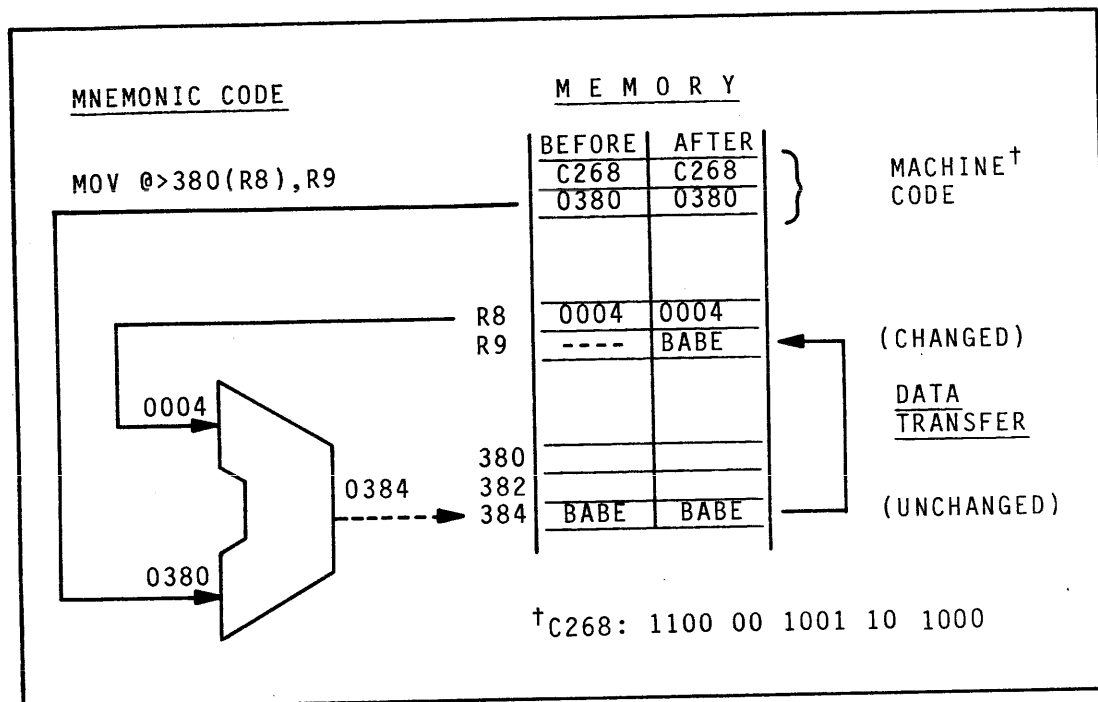 MNEMONIC CODE
M E M O R Y
BEFORE AFTER
MOV @>380(R8),R9
C268 C268
0380 0380
MACHINE†
CODE
R8 0004 0004
R9 ---- BABE
(CHANGED)
0004
DATA
TRANSFER
380
382
0384
384 BABE BABE
(UNCHANGED)
0380
†C268: 1100 00 1001 10 1000